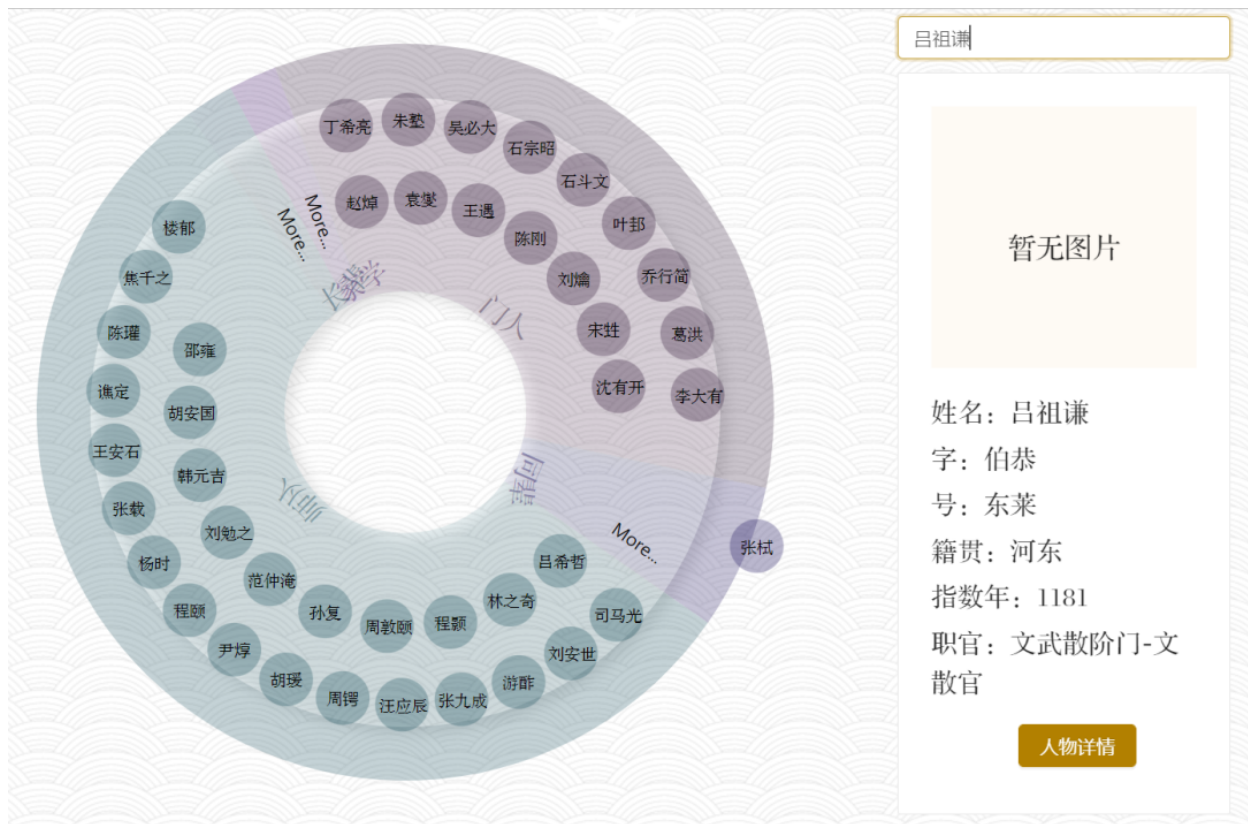 吕祖谦
暂无图片
姓名：吕祖谦
字：伯恭
号：东莱
籍贯：河东
指数年：1181
职官：文武散阶门-文
散官
人物详情
丁希亮
朱塾
吴必大
石宗昭
石斗文
叶邽
乔行简
葛洪
李大有
赵焯
袁燮
王遇
陈刚
刘爚
宋甡
沈有开
门人
同辈
More...
张栻
师从
吕希哲
林之奇
程颢
周敦颐
孙复
范仲淹
刘勉之
韩元吉
胡安国
邵雍
司马光
刘安世
游酢
张九成
汪应辰
周锷
胡瑗
尹焞
程颐
杨时
张载
王安石
谯定
陈瓘
焦千之
楼郁
More...
More...